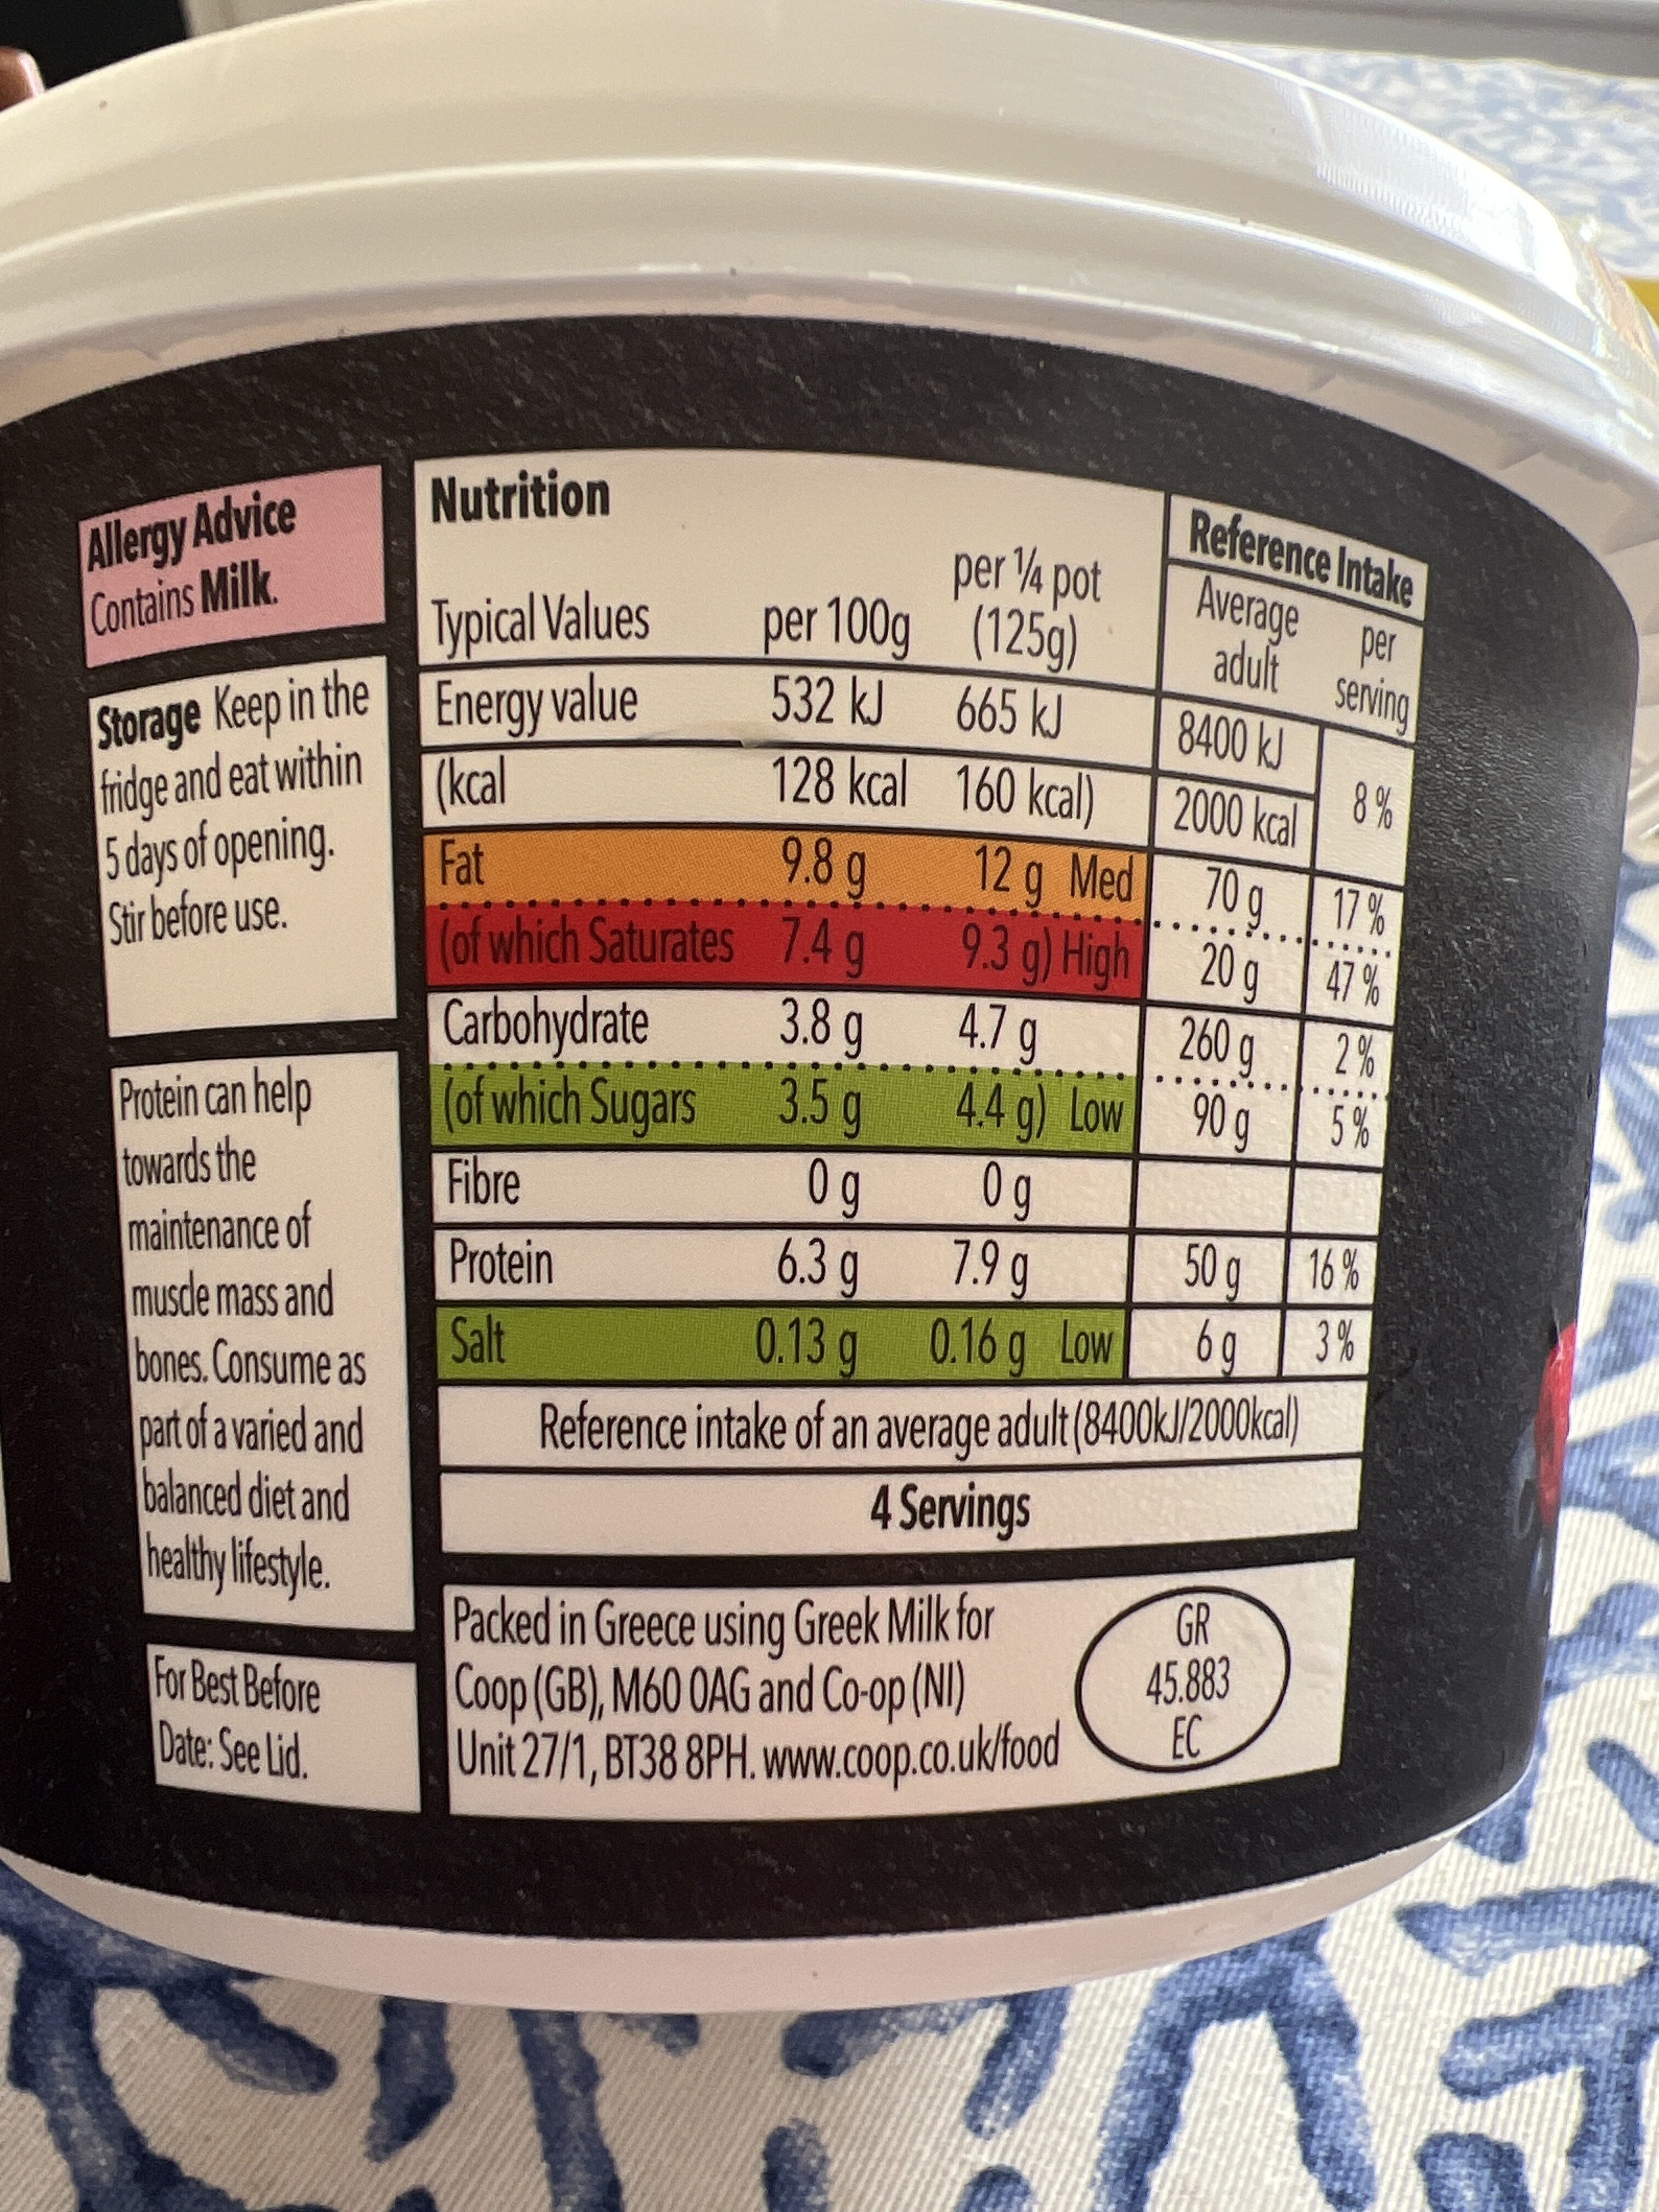 Allergy Advice
Contains Milk.
Storage Keep in the
fridge and eat within
5 days of opening.
Stir before use.
Protein can help
towards the
maintenance of
muscle mass and
bones. Consume as
part of a varied and
balanced diet and
healthy lifestyle.
For Best Before
Date: See Lid.
Nutrition
Reference Intake
Typical Values per 100g per ¼ pot (125g) Average adult per serving
Energy value 532 kJ 665 kJ 8400 kJ
(kcal 128 kcal 160 kcal) 2000 kcal 8%
Fat 9.8 g 12 g Med 70 g 17%
(of which Saturates 7.4 g 9.3 g) High 20 g 47%
Carbohydrate 3.8 g 4.7 g 260 g 2%
(of which Sugars 3.5 g 4.4 g) Low 90 g 5%
Fibre 0 g 0 g
Protein 6.3 g 7.9 g 50 g 16%
Salt 0.13 g 0.16 g Low 6 g 3%
Reference intake of an average adult (8400kJ/2000kcal)
4 Servings
Packed in Greece using Greek Milk for
Coop (GB), M60 0AG and Co-op (NI)
Unit 27/1, BT38 8PH. www.coop.co.uk/food
GR
45.883
EC